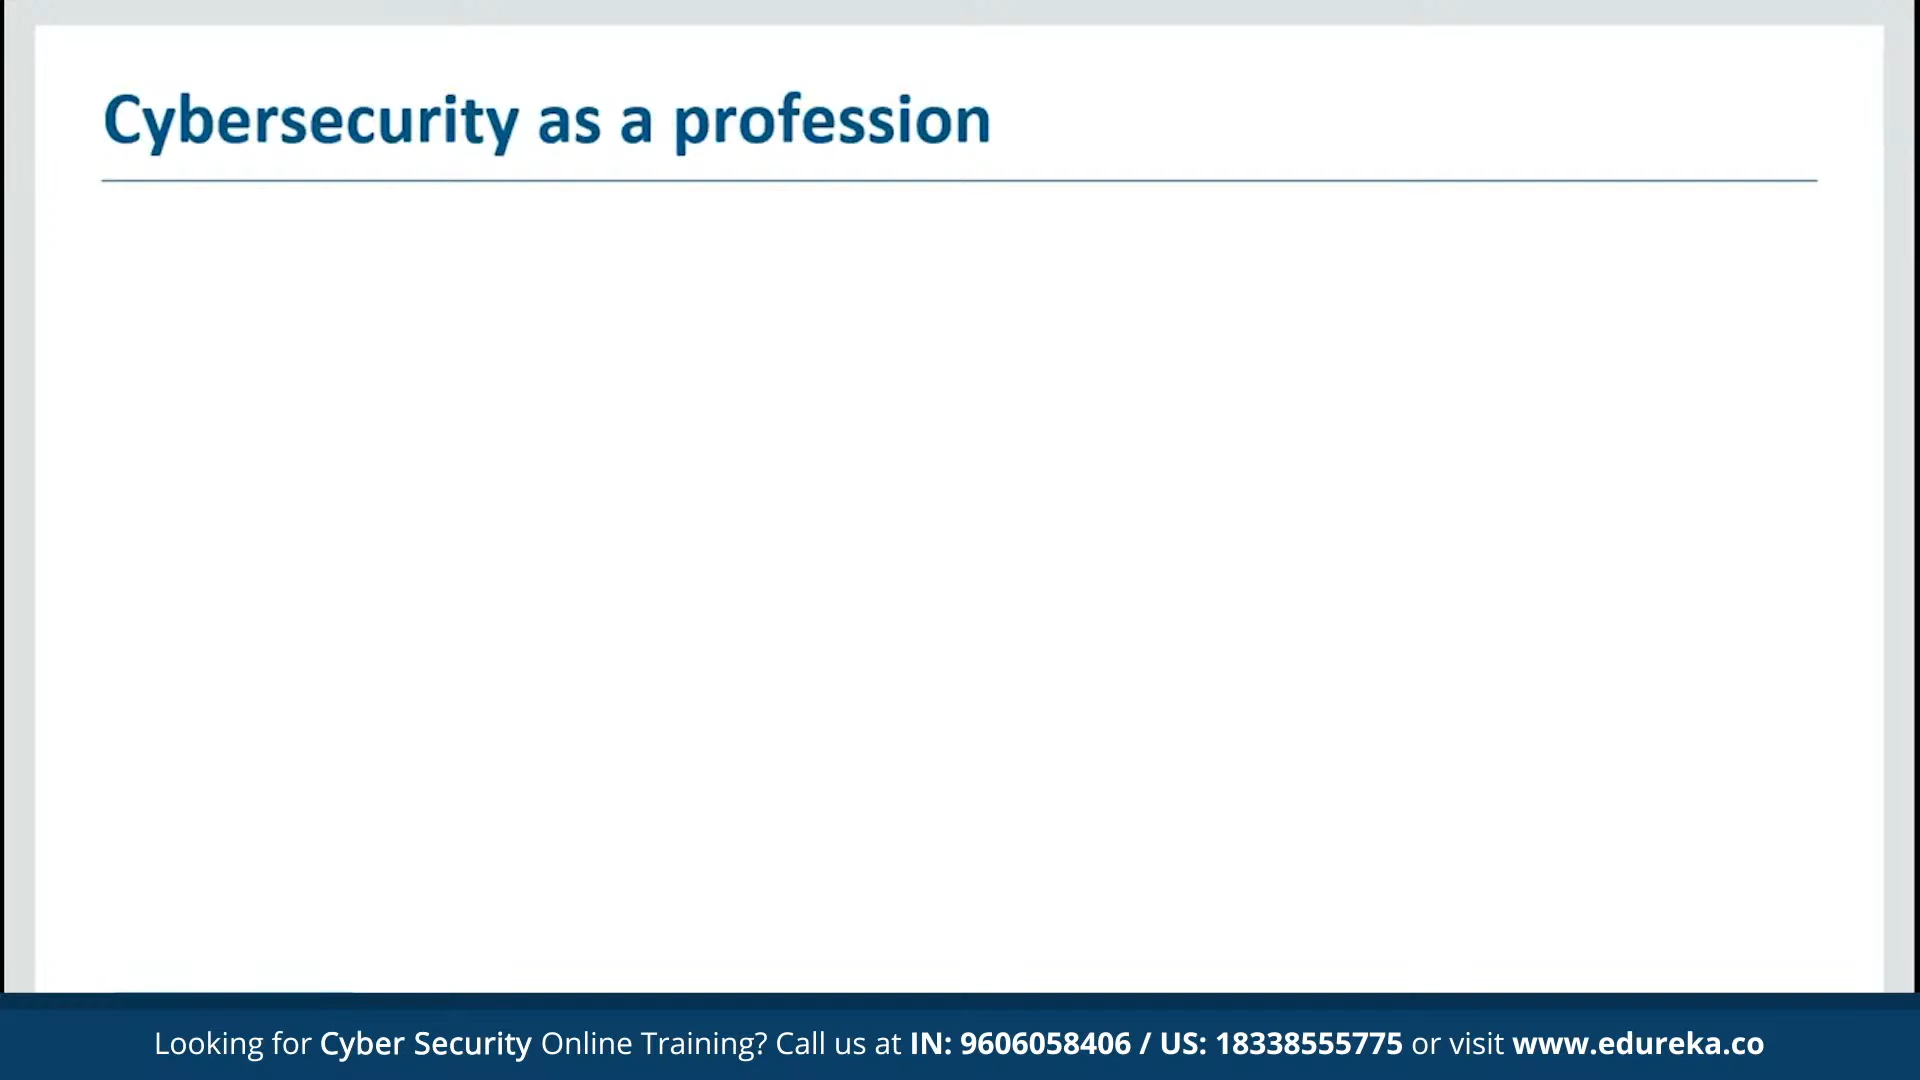 Cybersecurity as a profession
Looking for Cyber Security Online Training? Call us at IN: 9606058406 / US: 18338555775 or visit www.edureka.co